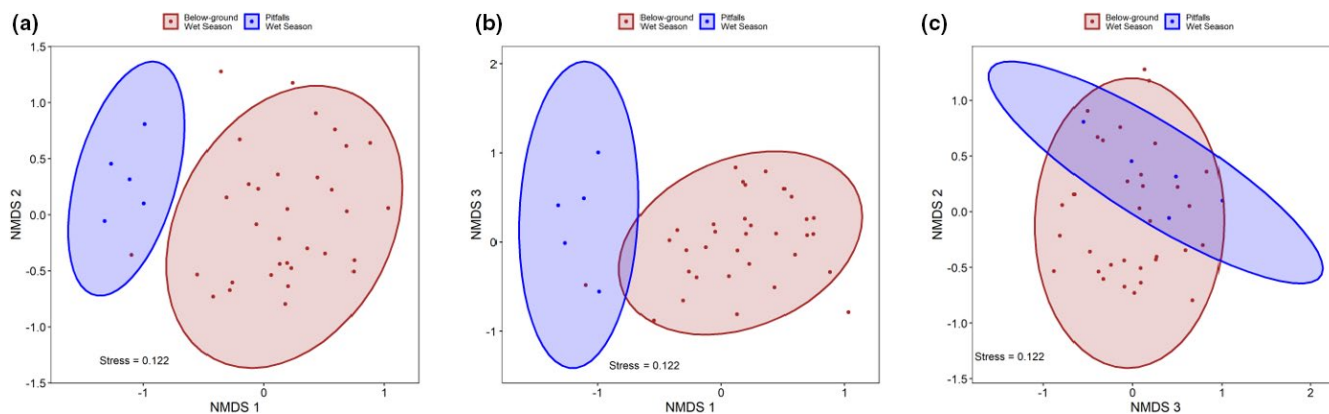 (a)
Below-ground Wet Season
Pitfalls Wet Season
1.5
1.0
0.5
0.0
-0.5
-1.0
-1.5
NMDS 2
Stress = 0.122
-1
0
1
NMDS 1
(b)
Below-ground Wet Season
Pitfalls Wet Season
2
1
0
-1
NMDS 3
Stress = 0.122
-1
0
1
NMDS 1
(c)
Below-ground Wet Season
Pitfalls Wet Season
1.0
0.5
0.0
-0.5
-1.0
-1.5
NMDS 2
Stress = 0.122
-1
0
1
2
NMDS 3